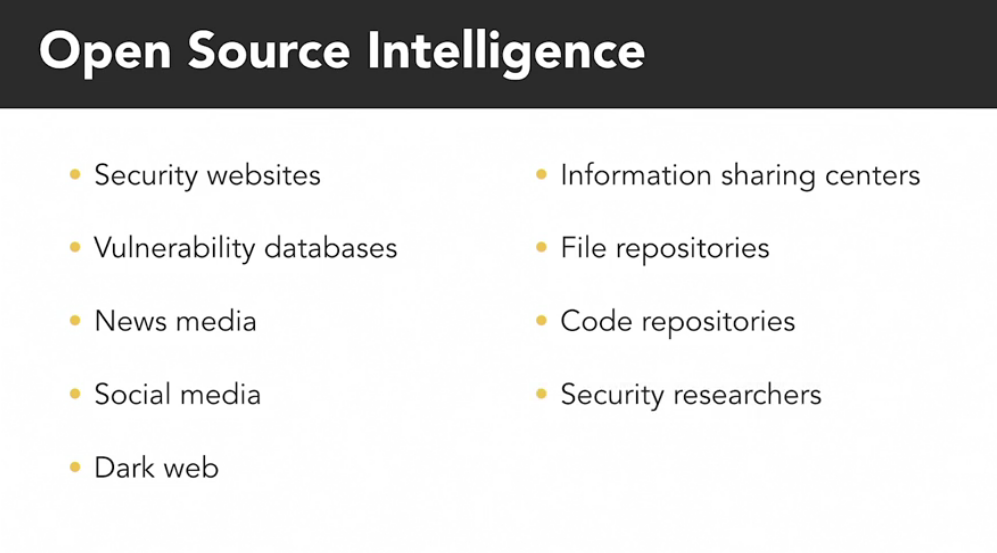 Open Source Intelligence
Security websites
Vulnerability databases
News media
Social media
Dark web
Information sharing centers
File repositories
Code repositories
Security researchers